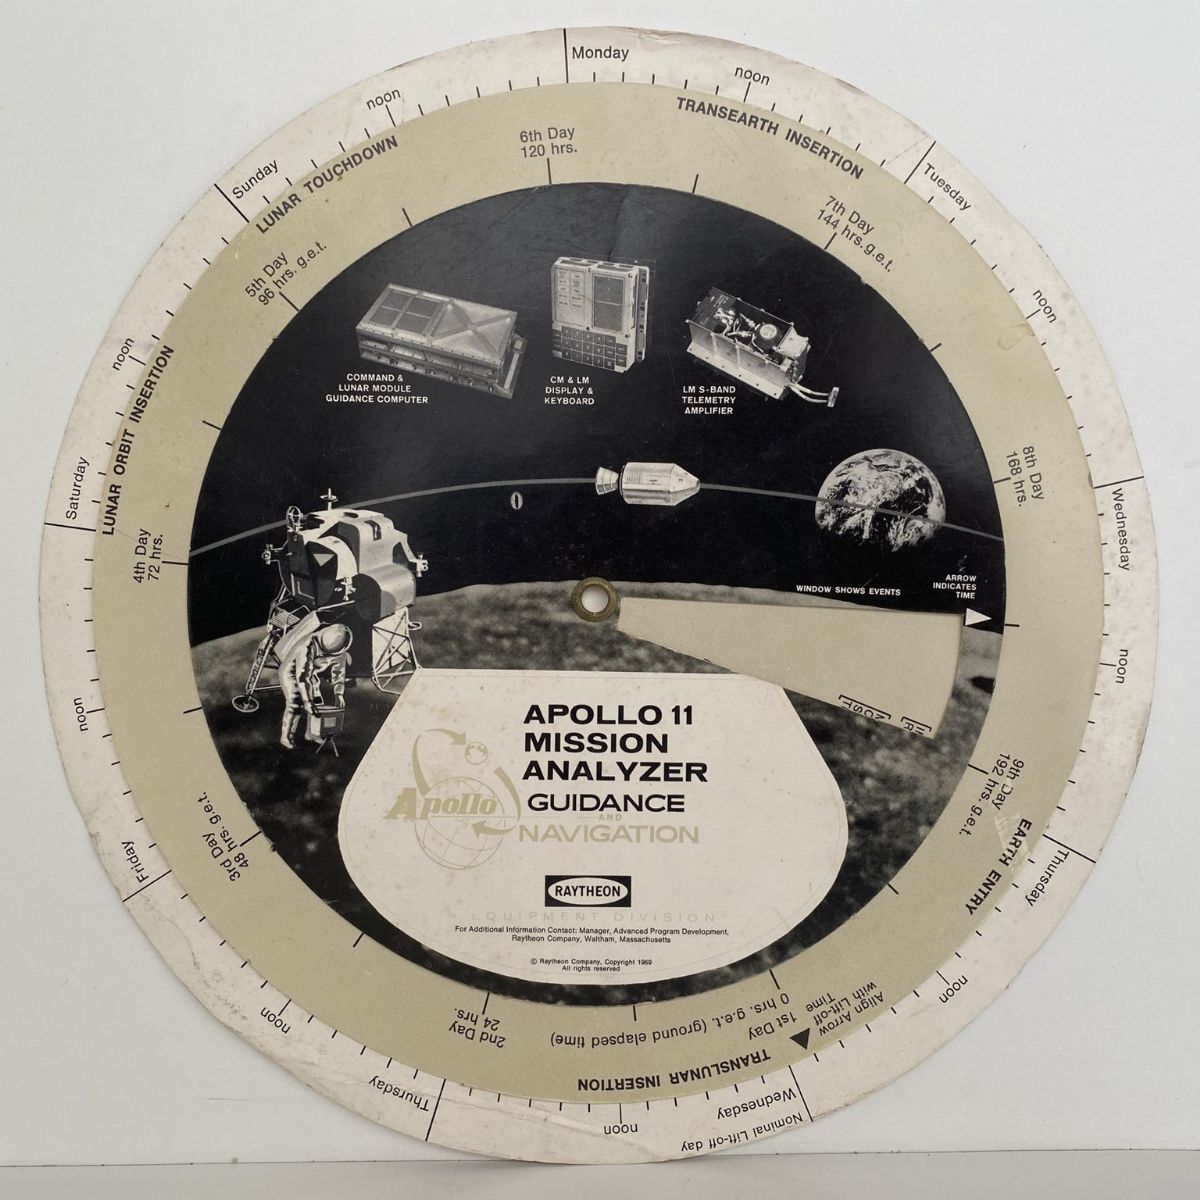 Monday
noon
Tuesday
noon
Wednesday
noon
Thursday
noon
Nominal Lift-off day
Wednesday
noon
Thursday
noon
Friday
noon
Saturday
noon
Sunday
noon
TRANSEARTH INSERTION
EARTH ENTRY
TRANSLUNAR INSERTION
LUNAR ORBIT INSERTION
LUNAR TOUCHDOWN
6th Day
120 hrs.
7th Day
144 hrs. g.e.t.
8th Day
168 hrs.
9th Day
192 hrs. g.e.t.
Align Arrow
with Lift-off
Time
1st Day
0 hrs. g.e.t. (ground elapsed time)
2nd Day
24 hrs.
3rd Day
48 hrs. g.e.t.
4th Day
72 hrs.
5th Day
96 hrs. g.e.t.
COMMAND &
LUNAR MODULE
GUIDANCE COMPUTER
CM & LM
DISPLAY &
KEYBOARD
LM S-BAND
TELEMETRY
AMPLIFIER
WINDOW SHOWS EVENTS
ARROW
INDICATES
TIME
APOLLO 11
MISSION
ANALYZER
GUIDANCE
AND
NAVIGATION
Apollo
RAYTHEON
EQUIPMENT DIVISION
For Additional Information Contact: Manager, Advanced Program Development,
Raytheon Company, Waltham, Massachusetts
© Raytheon Company, Copyright 1969
All rights reserved